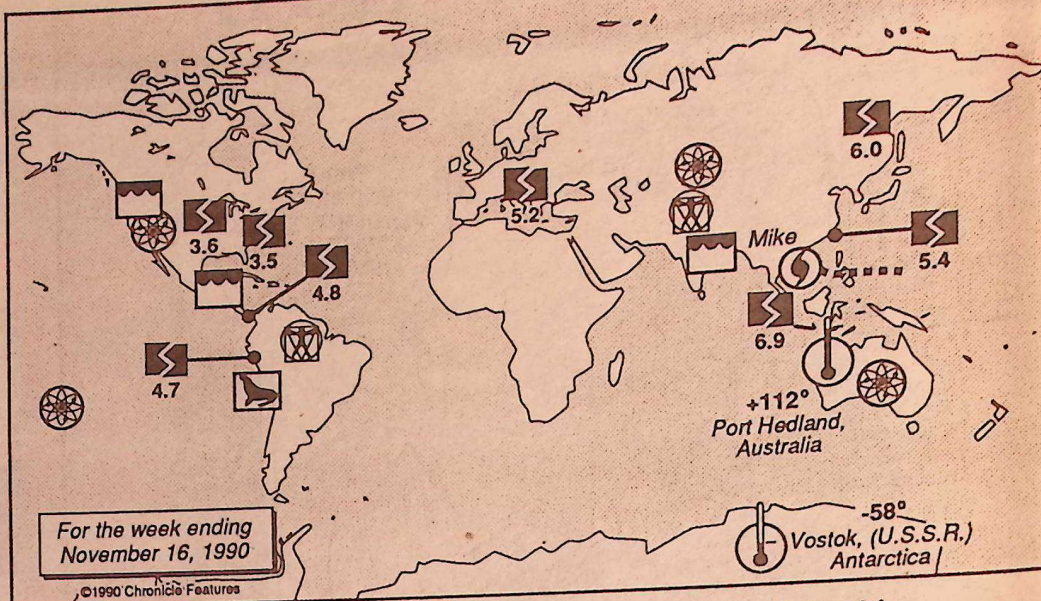 6.0
5.2
Mike
3.6
3.5
5.4
4.8
6.9
4.7
+112°
Port Hedland,
Australia
-58°
For the week ending
November 16, 1990
Vostok, (U.S.S.R.)
Antarctica
©1990 Chronicle Features